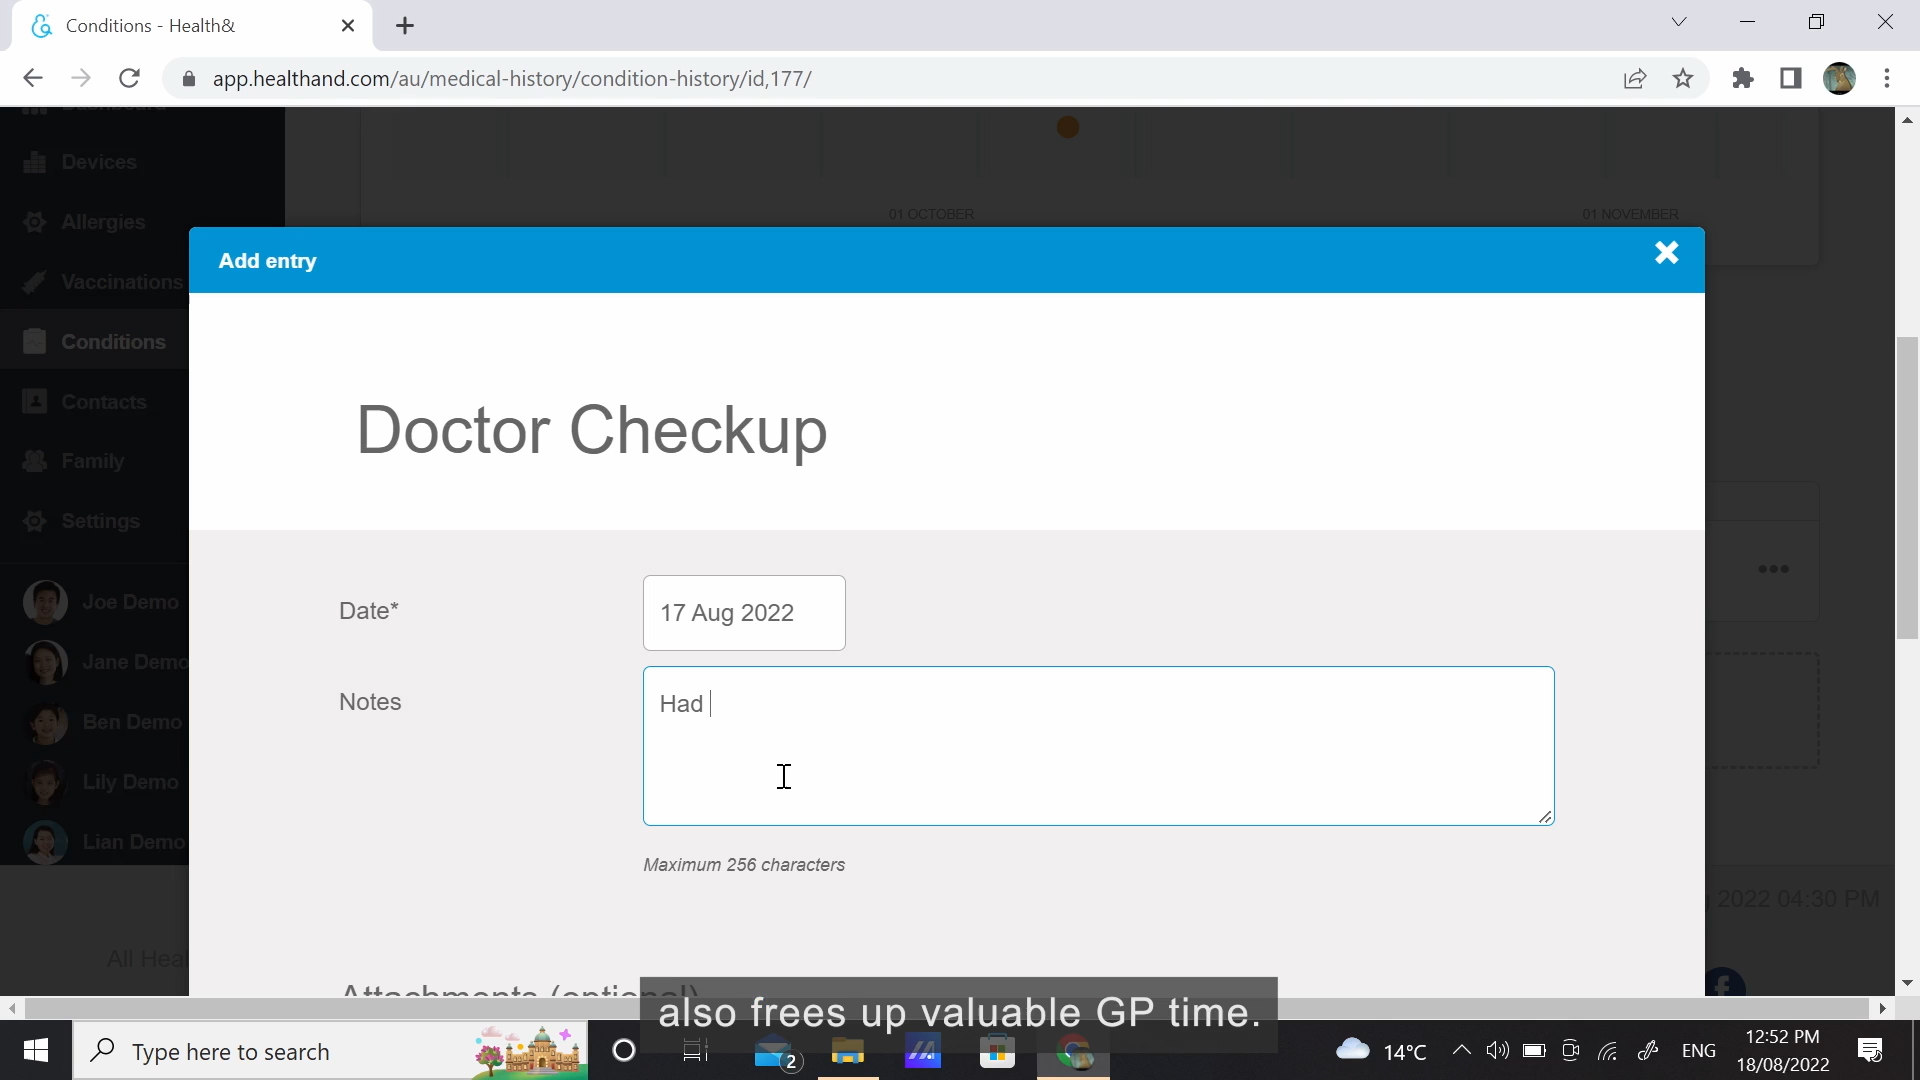 Conditions - Health&
app.healthand.com/au/medical-history/condition-history/id,177/
Dashboard
Devices
Allergies
Vaccinations
Conditions
Contacts
Family
Settings
Joe Demo
Jane Demo
Ben Demo
Lily Demo
Lian Demo
01 OCTOBER
01 NOVEMBER
Add entry
Doctor Checkup
Date*
17 Aug 2022
Notes
Had
Maximum 256 characters
Attachments (optional)
2022 04:30 PM
All Heal
also frees up valuable GP time.
Type here to search
2
14°C
ENG
12:52 PM
18/08/2022